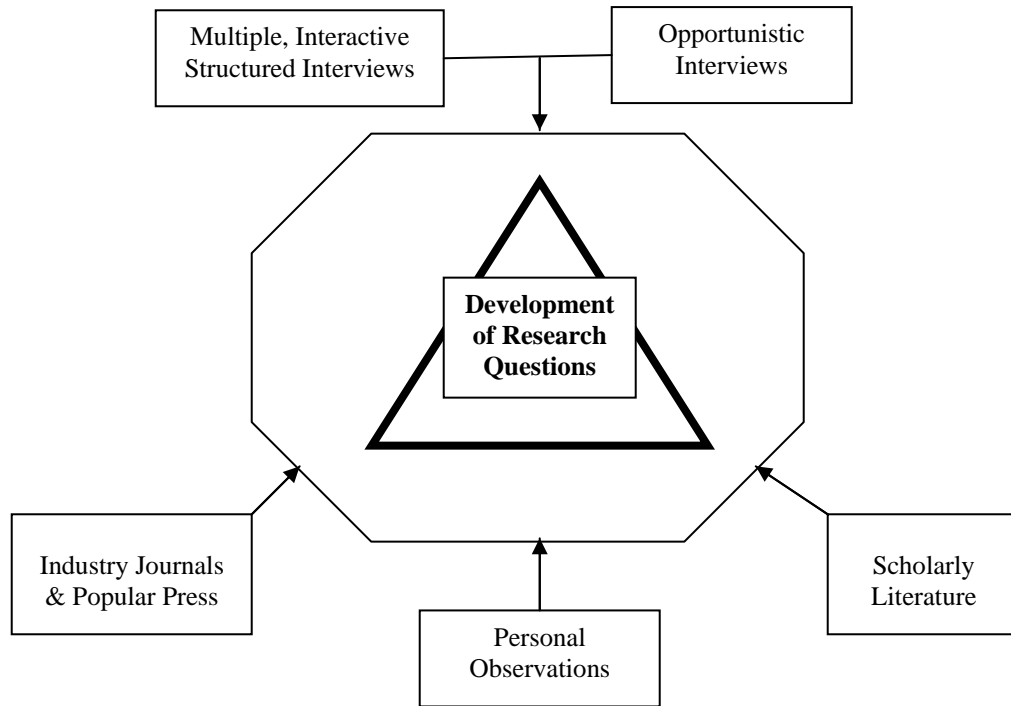 Multiple, Interactive
Structured Interviews
Opportunistic
Interviews
Development
of Research
Questions
Industry Journals
& Popular Press
Personal
Observations
Scholarly
Literature